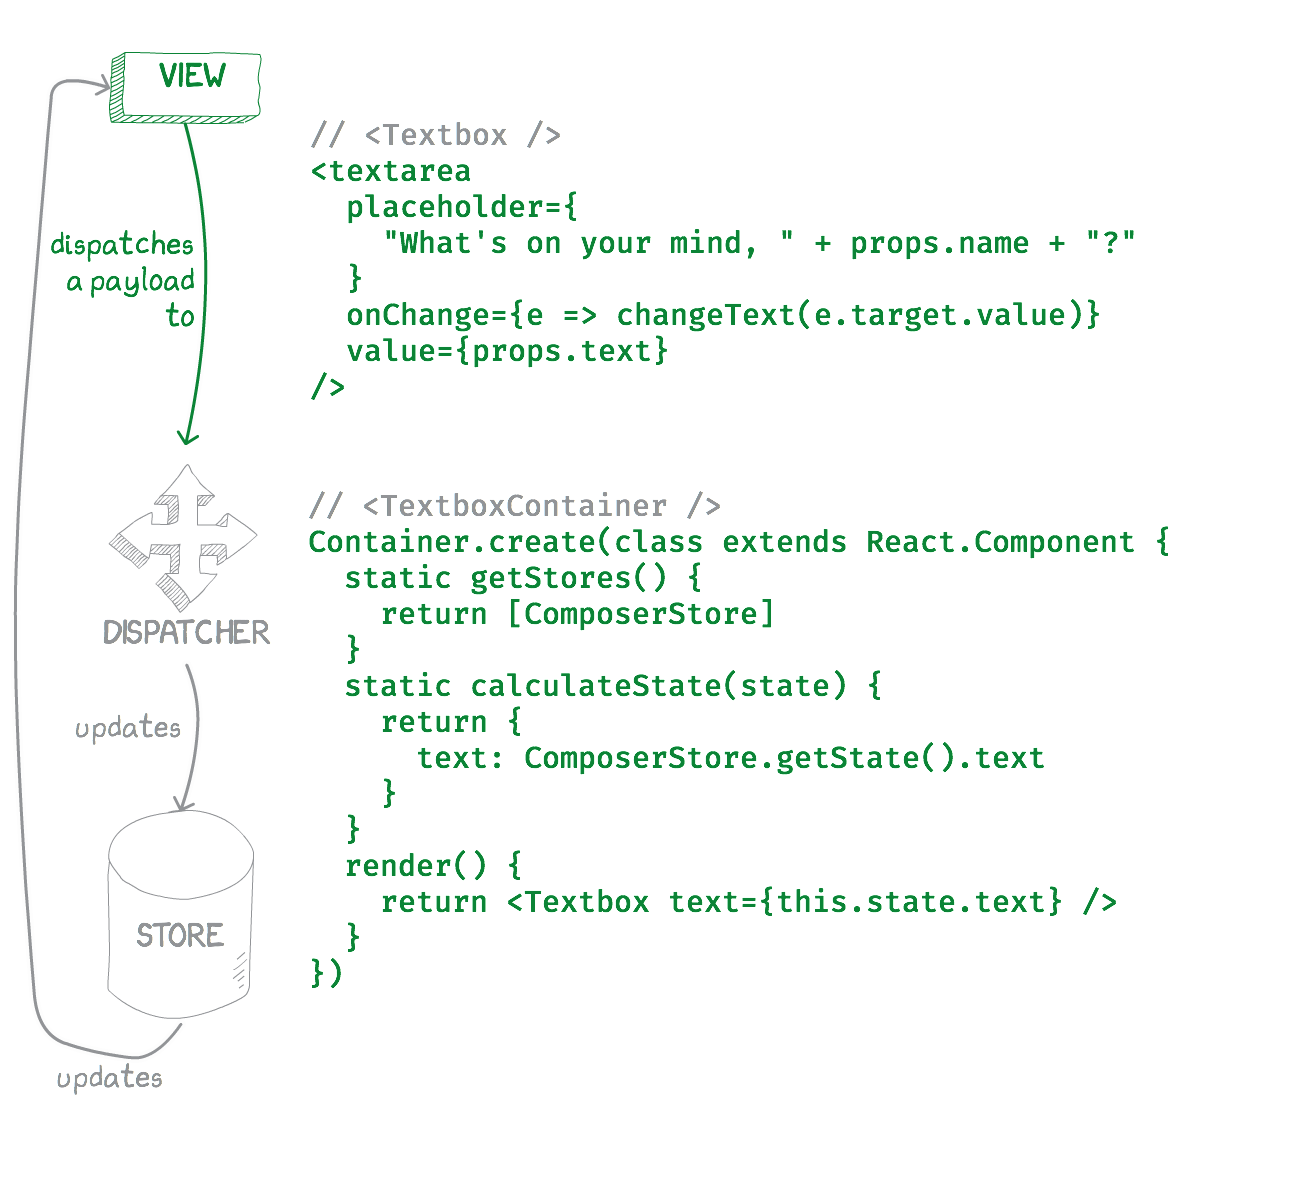 VIEW
dispatches
a payload
to
DISPATCHER
updates
STORE
updates
// <Textbox />
<textarea
  placeholder={
    "What's on your mind, " + props.name + "?"
  }
  onChange={e => changeText(e.target.value)}
  value={props.text}
/>
// <TextboxContainer />
Container.create(class extends React.Component {
  static getStores() {
    return [ComposerStore]
  }
  static calculateState(state) {
    return {
      text: ComposerStore.getState().text
    }
  }
  render() {
    return <Textbox text={this.state.text} />
  }
})